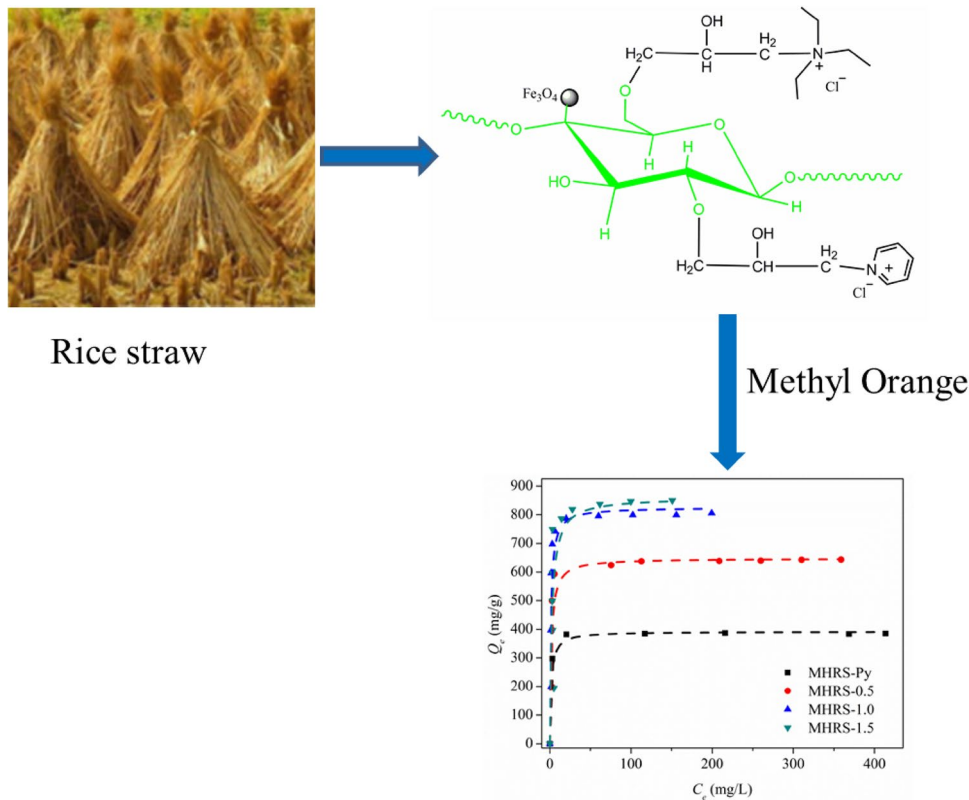 OH
H₂C
C
H
H₂
C
N
+
Cl⁻
O
Fe₃O₄
O
O
H
H
HO
O
H
H
O
OH
H₂C
CH
H₂
C
N
+
Cl⁻
Rice straw
Methyl Orange
900
800
700
600
500
400
300
200
100
0
Qₑ (mg/g)
MHRS-Py
MHRS-0.5
MHRS-1.0
MHRS-1.5
0 100 200 300 400
Cₑ (mg/L)